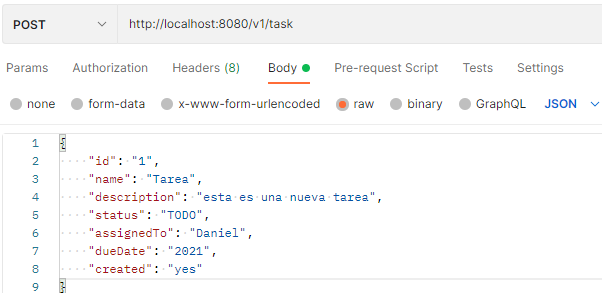 POST http://localhost:8080/v1/task
Params Authorization Headers (8) Body Pre-request Script Tests Settings
none form-data x-www-form-urlencoded raw binary GraphQL JSON
1 {
2 "id": "1",
3 "name": "Tarea",
4 "description": "esta es una nueva tarea",
5 "status": "TODO",
6 "assignedTo": "Daniel",
7 "dueDate": "2021",
8 "created": "yes"
9 }